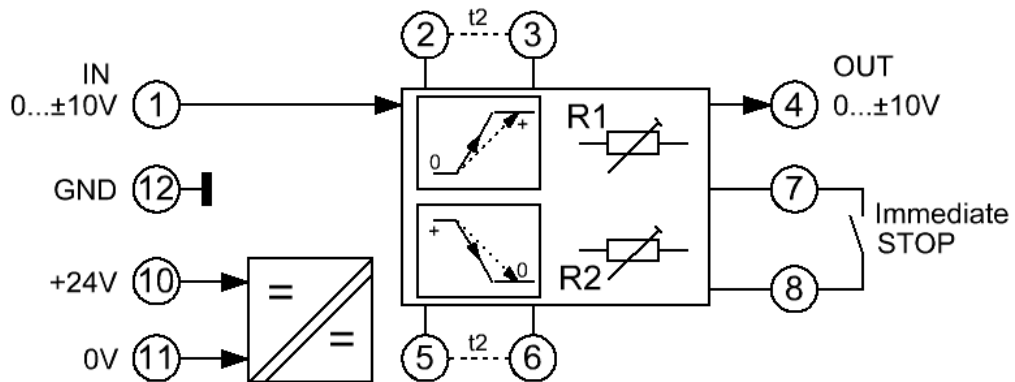 2 t2 3
IN
0...±10V 1
OUT
4 0...±10V
0 +
R1
GND 12
7
Immediate
STOP
+ 0
R2
+24V 10
=
=
8
0V 11
5 t2 6